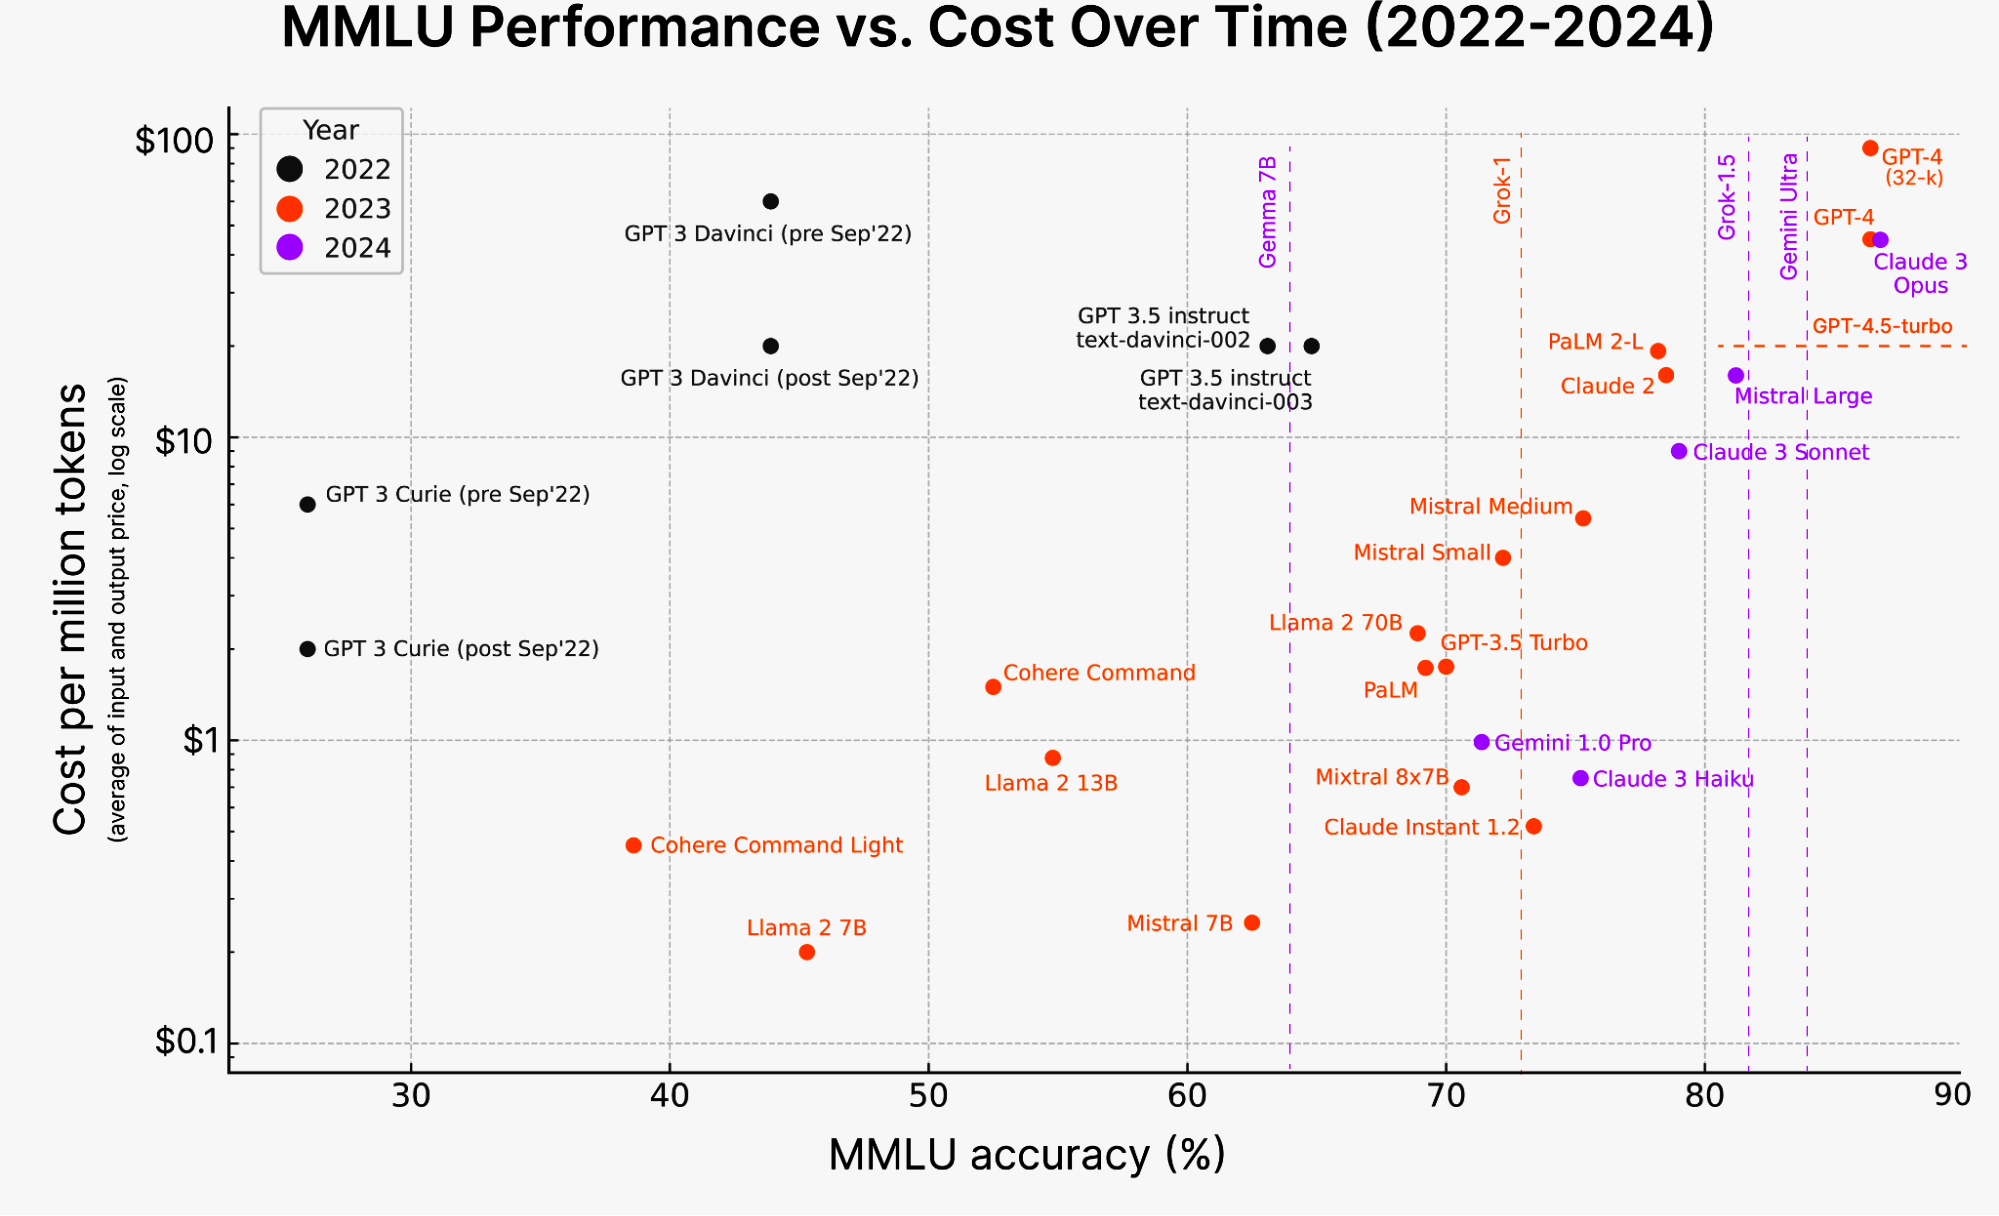 MMLU Performance vs. Cost Over Time (2022-2024)
Year
2022
2023
2024
$100
$10
$1
$0.1
Cost per million tokens
(average of input and output price, log scale)
GPT 3 Davinci (pre Sep'22)
GPT 3 Davinci (post Sep'22)
GPT 3.5 instruct
text-davinci-002
GPT 3.5 instruct
text-davinci-003
GPT 3 Curie (pre Sep'22)
GPT 3 Curie (post Sep'22)
Gemma 7B
Grok-1
Grok-1.5
Gemini Ultra
GPT-4
(32-k)
GPT-4
Claude 3
Opus
GPT-4.5-turbo
PaLM 2-L
Claude 2
Mistral Large
Claude 3 Sonnet
Mistral Medium
Mistral Small
Llama 2 70B
GPT-3.5 Turbo
PaLM
Cohere Command
Gemini 1.0 Pro
Llama 2 13B
Mixtral 8x7B
Claude 3 Haiku
Claude Instant 1.2
Cohere Command Light
Mistral 7B
Llama 2 7B
30
40
50
60
70
80
90
MMLU accuracy (%)